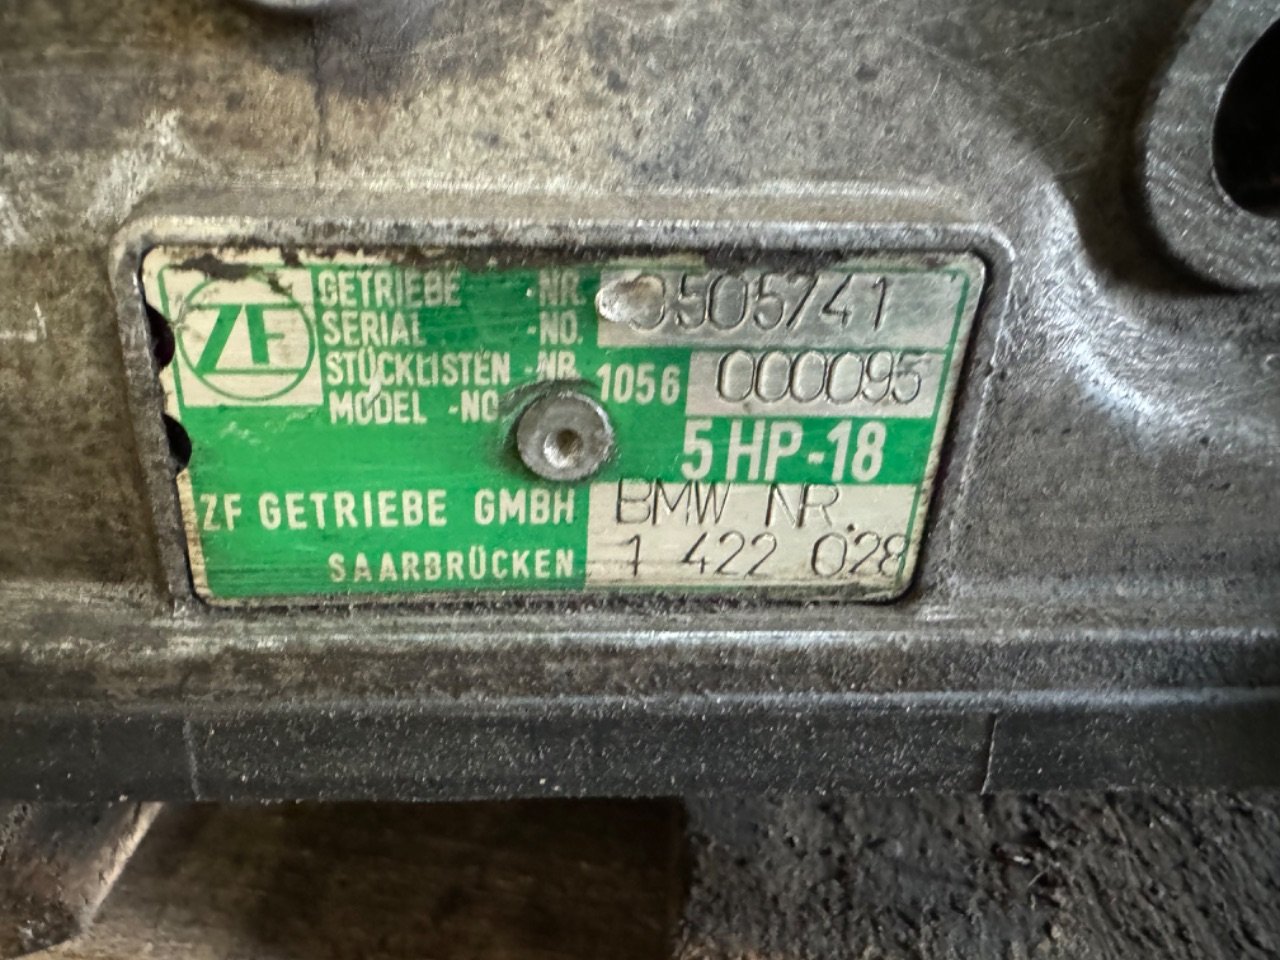 ZF
GETRIEBE -NR. 3505741
SERIAL -NO.
STÜCKLISTEN -NR. 1056 000095
MODEL -NO
5 HP-18
ZF GETRIEBE GMBH BMW NR.
SAARBRÜCKEN 1 422 028